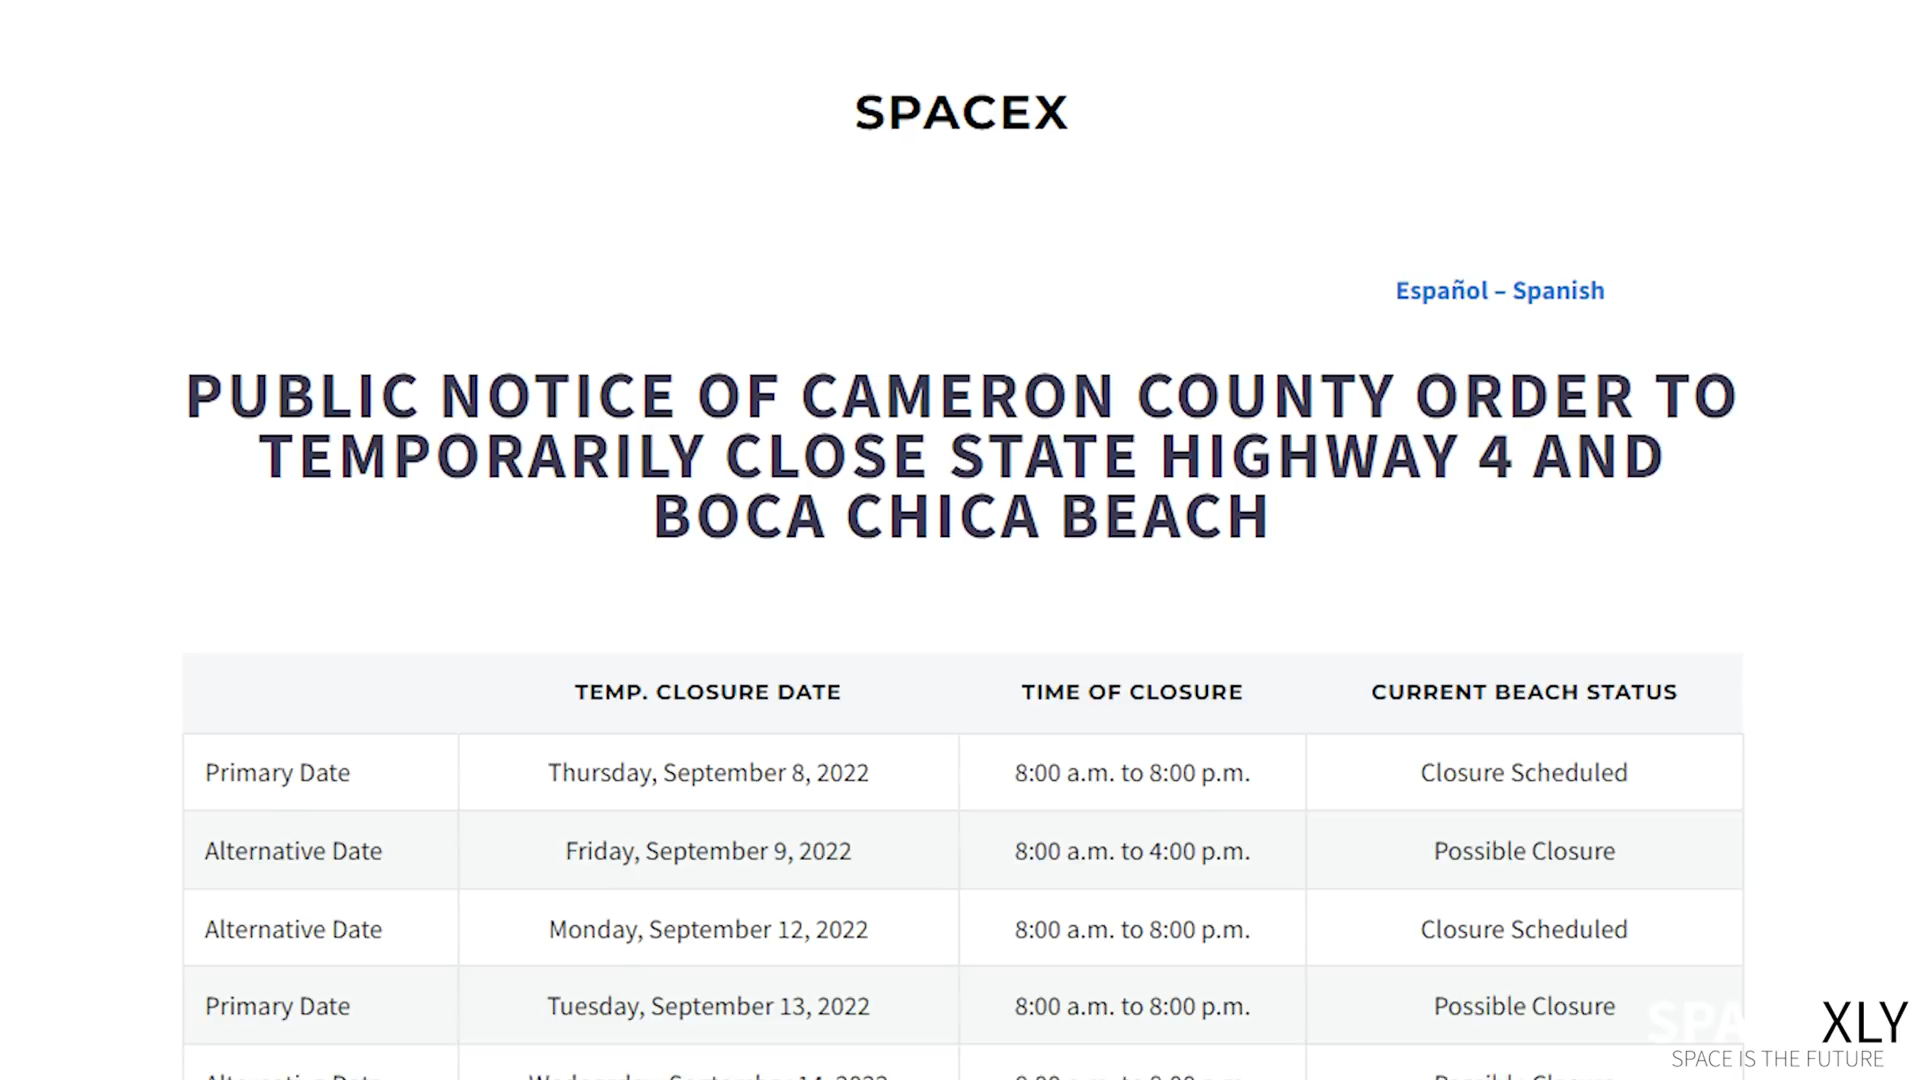 SPACEX
Español – Spanish
PUBLIC NOTICE OF CAMERON COUNTY ORDER TO
TEMPORARILY CLOSE STATE HIGHWAY 4 AND
BOCA CHICA BEACH
TEMP. CLOSURE DATE TIME OF CLOSURE CURRENT BEACH STATUS
Primary Date Thursday, September 8, 2022 8:00 a.m. to 8:00 p.m. Closure Scheduled
Alternative Date Friday, September 9, 2022 8:00 a.m. to 4:00 p.m. Possible Closure
Alternative Date Monday, September 12, 2022 8:00 a.m. to 8:00 p.m. Closure Scheduled
Primary Date Tuesday, September 13, 2022 8:00 a.m. to 8:00 p.m. Possible Closure
SPA XLY
SPACE IS THE FUTURE